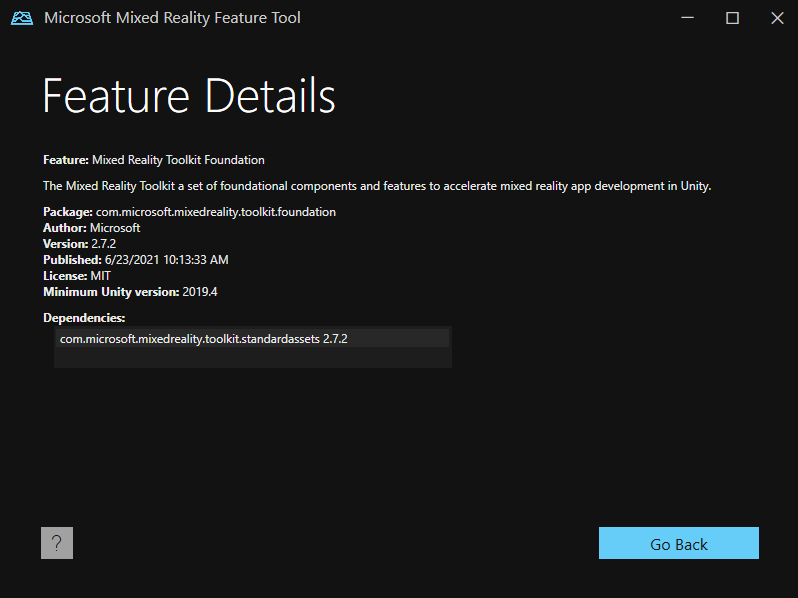 Microsoft Mixed Reality Feature Tool
Feature Details
Feature: Mixed Reality Toolkit Foundation
The Mixed Reality Toolkit a set of foundational components and features to accelerate mixed reality app development in Unity.
Package: com.microsoft.mixedreality.toolkit.foundation
Author: Microsoft
Version: 2.7.2
Published: 6/23/2021 10:13:33 AM
License: MIT
Minimum Unity version: 2019.4
Dependencies:
com.microsoft.mixedreality.toolkit.standardassets 2.7.2
?
Go Back